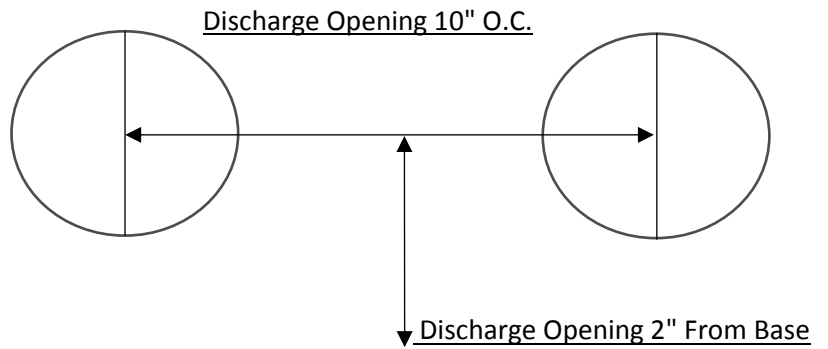 Discharge Opening 10" O.C.
Discharge Opening 2" From Base